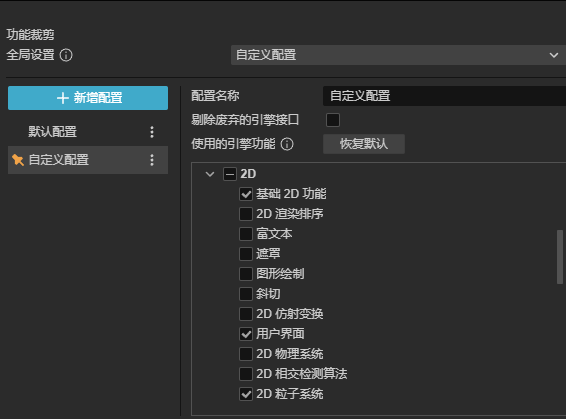 功能裁剪
全局设置 自定义配置
新增配置
默认配置
自定义配置
配置名称 自定义配置
剔除废弃的引擎接口
使用的引擎功能 恢复默认
2D
基础 2D 功能
2D 渲染排序
富文本
遮罩
图形绘制
斜切
2D 仿射变换
用户界面
2D 物理系统
2D 相交检测算法
2D 粒子系统